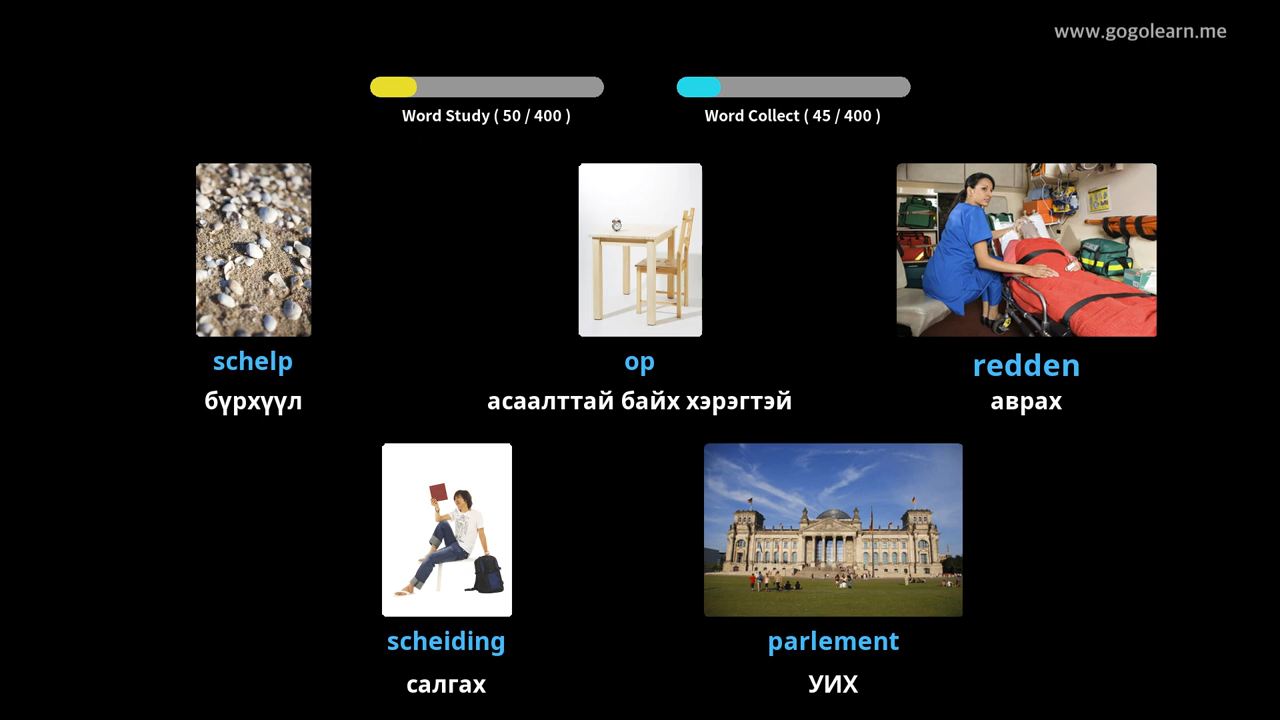 www.gogolearn.me
Word Study ( 50 / 400 )
Word Collect ( 45 / 400 )
schelp
op
redden
бүрхүүл
асаалттай байх хэрэгтэй
аврах
scheiding
parlement
салгах
УИХ